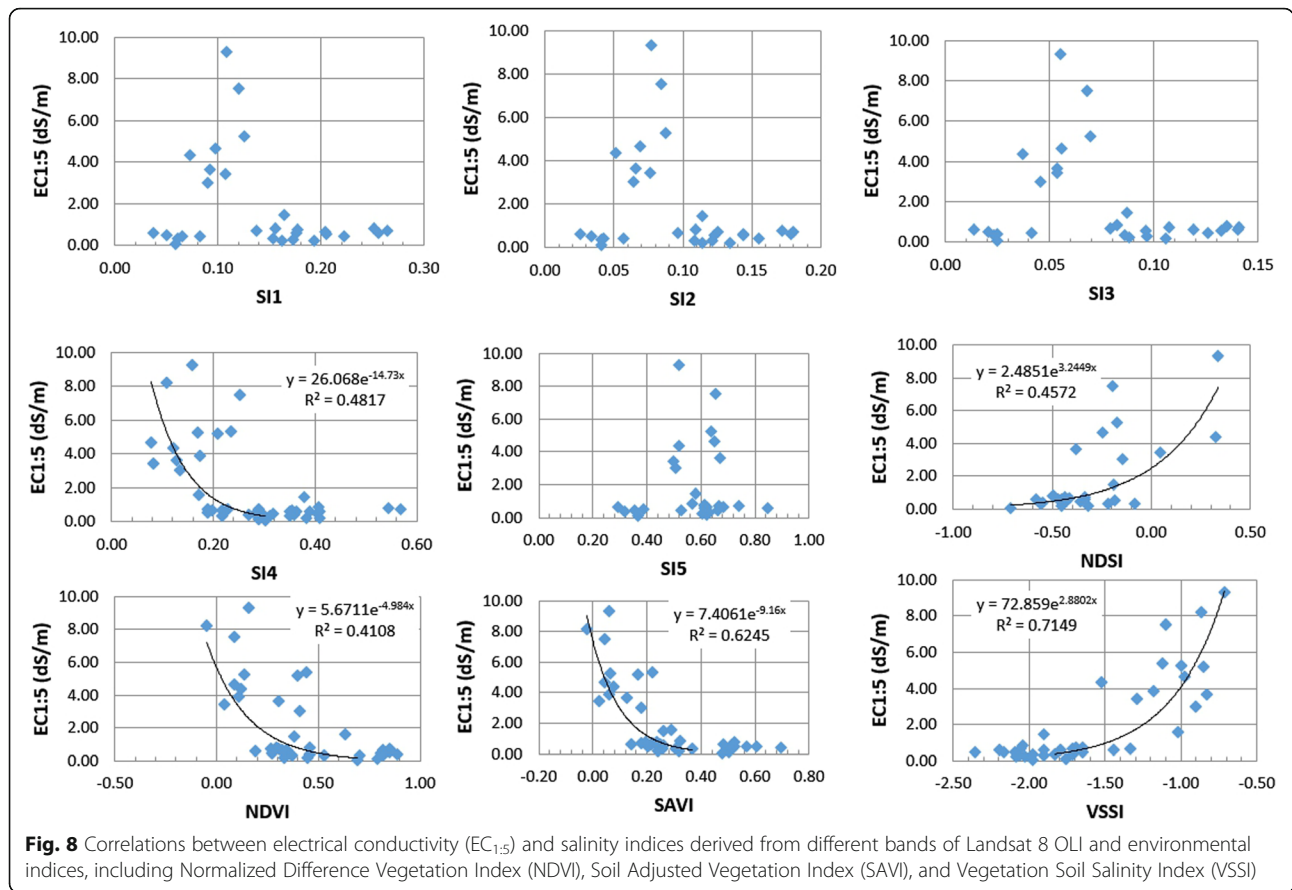 10.00
8.00
6.00
4.00
2.00
0.00
EC1:5 (dS/m)
0.00 0.10 0.20 0.30
SI1
10.00
8.00
6.00
4.00
2.00
0.00
EC1:5 (dS/m)
0.00 0.05 0.10 0.15 0.20
SI2
10.00
8.00
6.00
4.00
2.00
0.00
EC1:5 (dS/m)
0.00 0.05 0.10 0.15
SI3
10.00
8.00
6.00
4.00
2.00
0.00
EC1:5 (dS/m)
y = 26.068e^-14.73x
R² = 0.4817
0.00 0.20 0.40 0.60
SI4
10.00
8.00
6.00
4.00
2.00
0.00
EC1:5 (dS/m)
0.00 0.20 0.40 0.60 0.80 1.00
SI5
10.00
8.00
6.00
4.00
2.00
0.00
EC1:5 (dS/m)
y = 2.4851e^3.2449x
R² = 0.4572
-1.00 -0.50 0.00 0.50
NDSI
10.00
8.00
6.00
4.00
2.00
0.00
EC1:5 (dS/m)
y = 5.6711e^-4.984x
R² = 0.4108
-0.50 0.00 0.50 1.00
NDVI
10.00
8.00
6.00
4.00
2.00
0.00
EC1:5 (dS/m)
y = 7.4061e^-9.16x
R² = 0.6245
-0.20 0.00 0.20 0.40 0.60 0.80
SAVI
10.00
8.00
6.00
4.00
2.00
0.00
EC1:5 (dS/m)
y = 72.859e^2.8802x
R² = 0.7149
-2.50 -2.00 -1.50 -1.00 -0.50
VSSI
Fig. 8 Correlations between electrical conductivity (EC1:5) and salinity indices derived from different bands of Landsat 8 OLI and environmental
indices, including Normalized Difference Vegetation Index (NDVI), Soil Adjusted Vegetation Index (SAVI), and Vegetation Soil Salinity Index (VSSI)